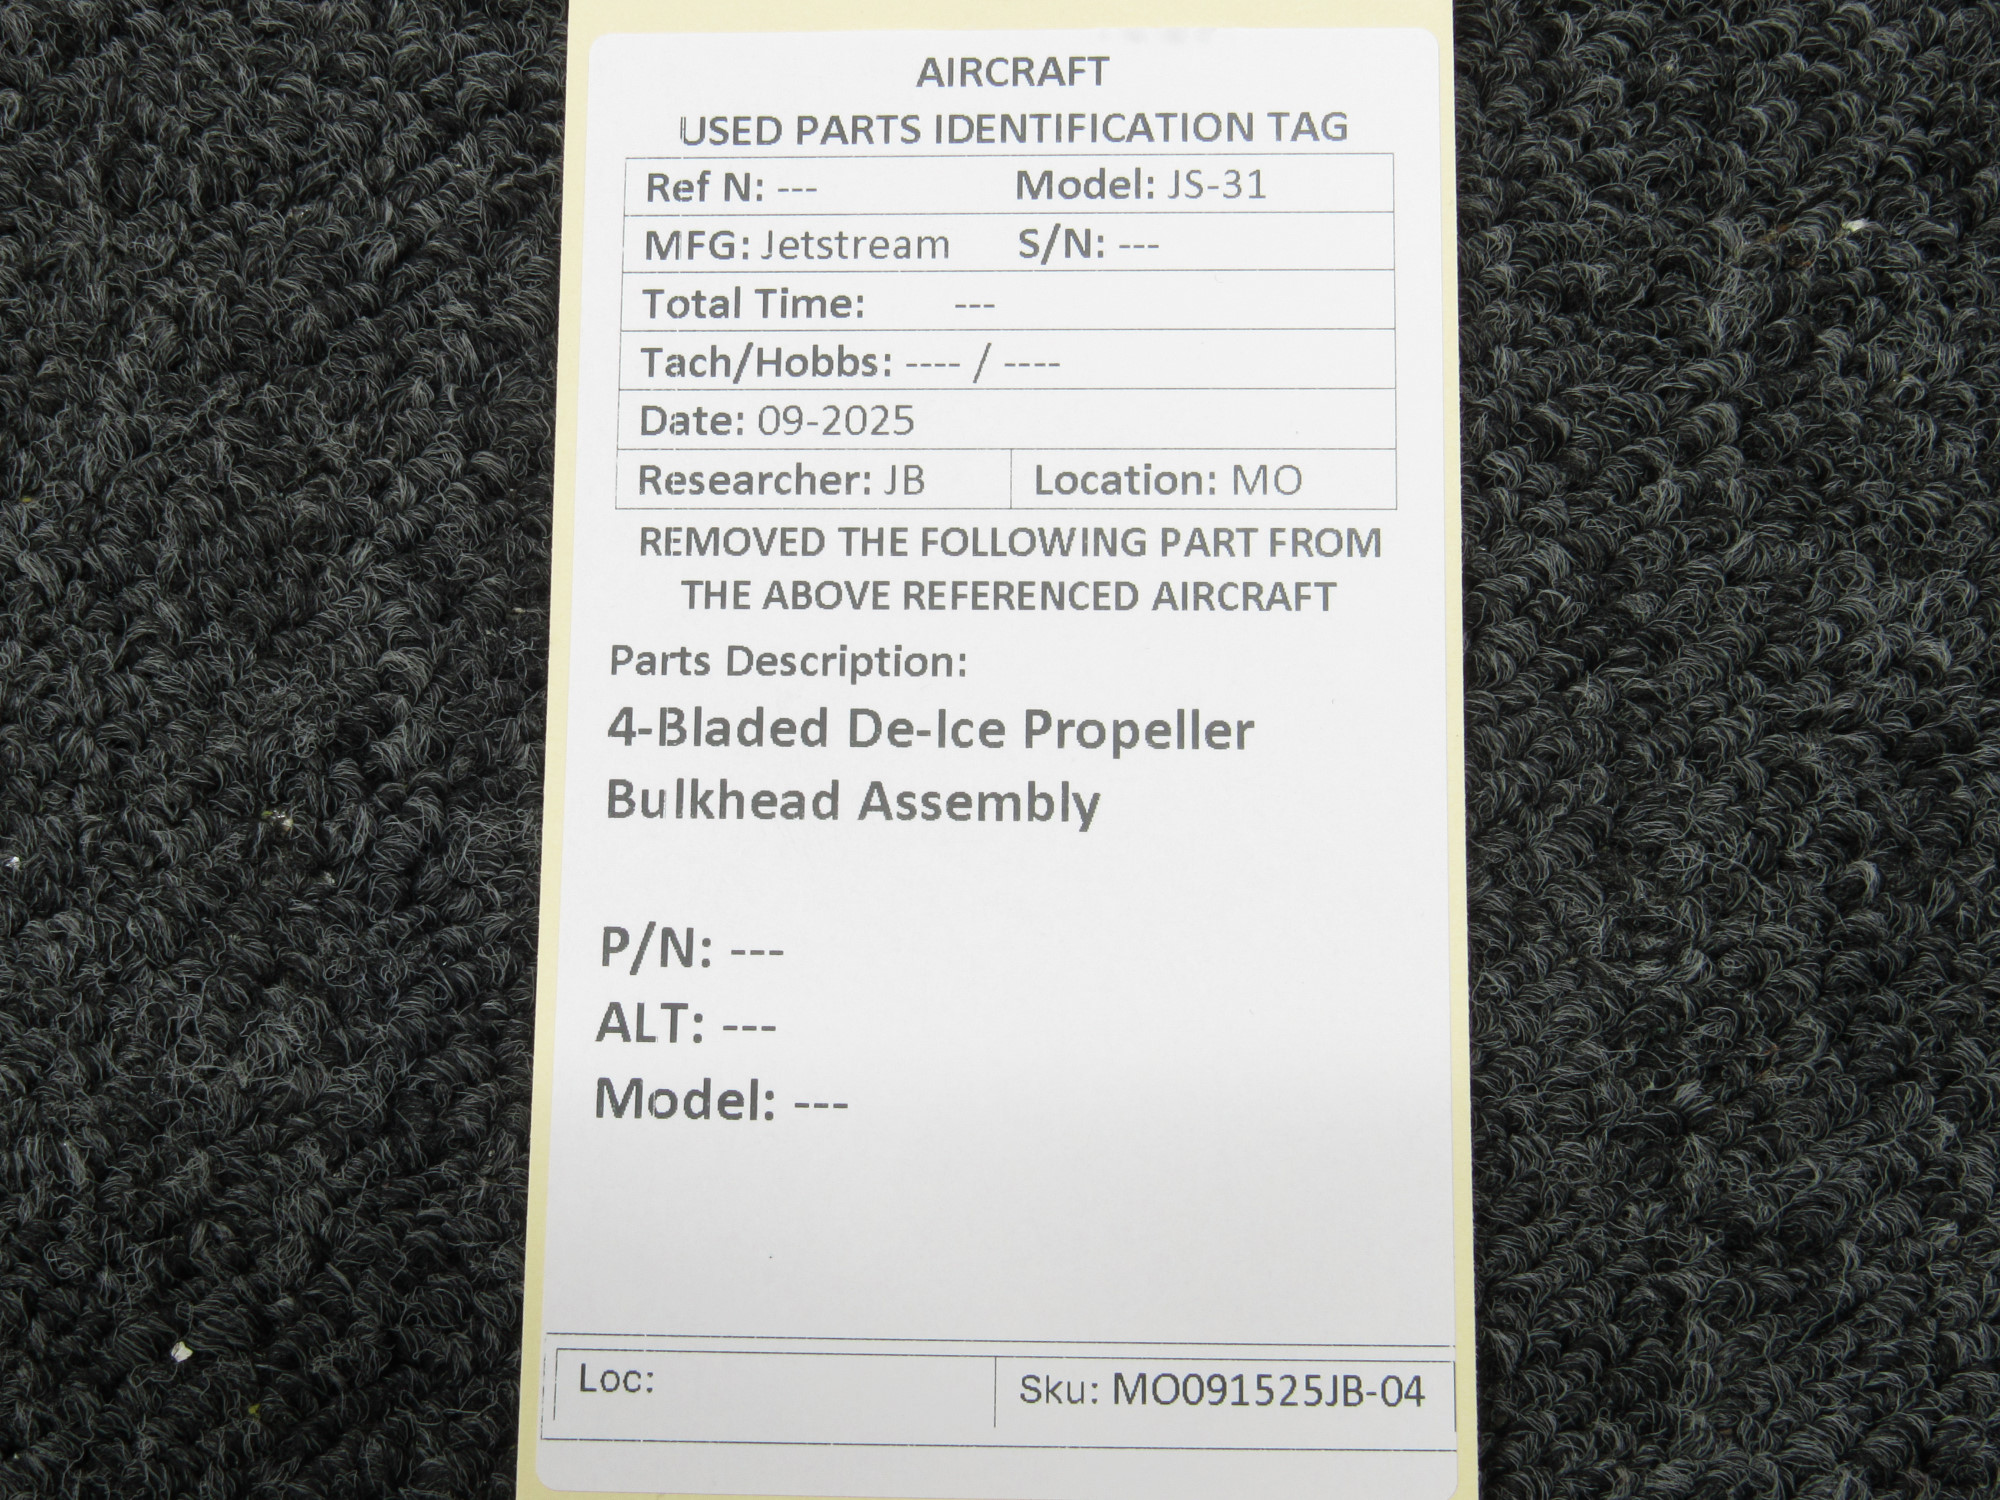 AIRCRAFT
USED PARTS IDENTIFICATION TAG
Ref N: --- Model: JS-31
MFG: Jetstream S/N: ---
Total Time: ---
Tach/Hobbs: ---- / ----
Date: 09-2025
Researcher: JB Location: MO
REMOVED THE FOLLOWING PART FROM
THE ABOVE REFERENCED AIRCRAFT
Parts Description:
4-Bladed De-Ice Propeller
Bulkhead Assembly
P/N: ---
ALT: ---
Model: ---
Loc: Sku: MO091525JB-04